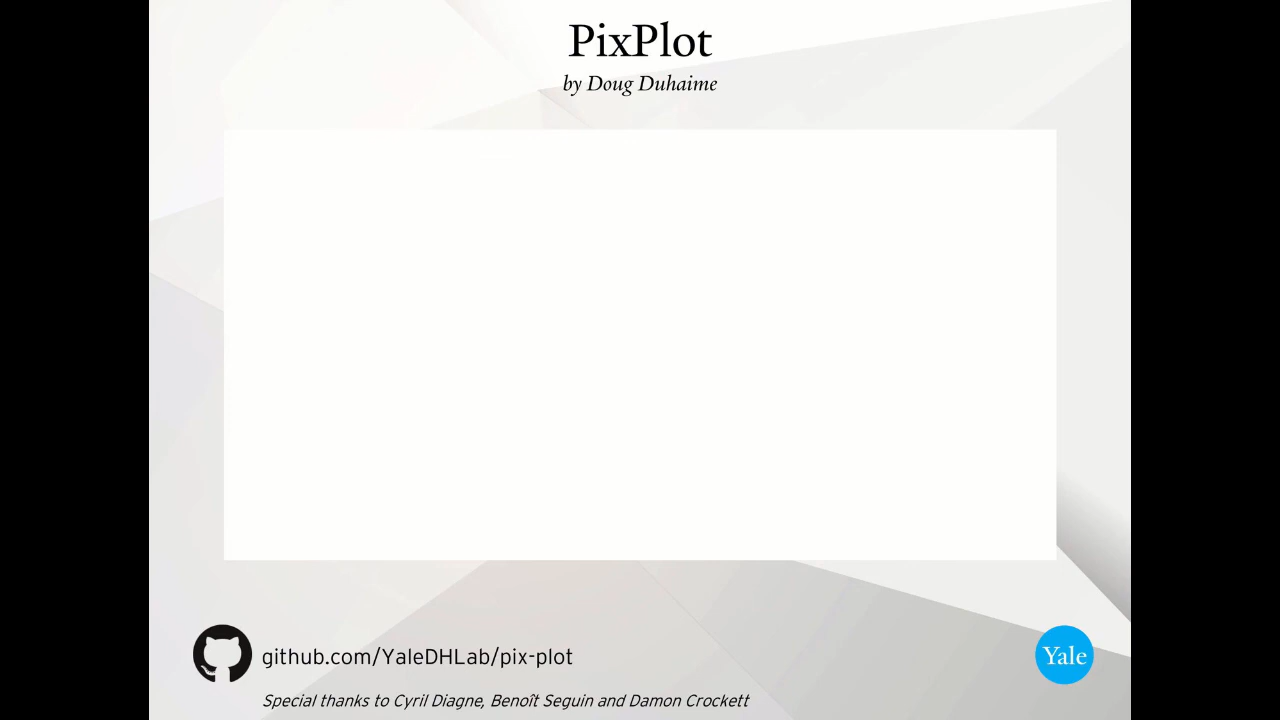 PixPlot
by Doug Duhaime
github.com/YaleDHLab/pix-plot
Yale
Special thanks to Cyril Diagne, Benoît Seguin and Damon Crockett